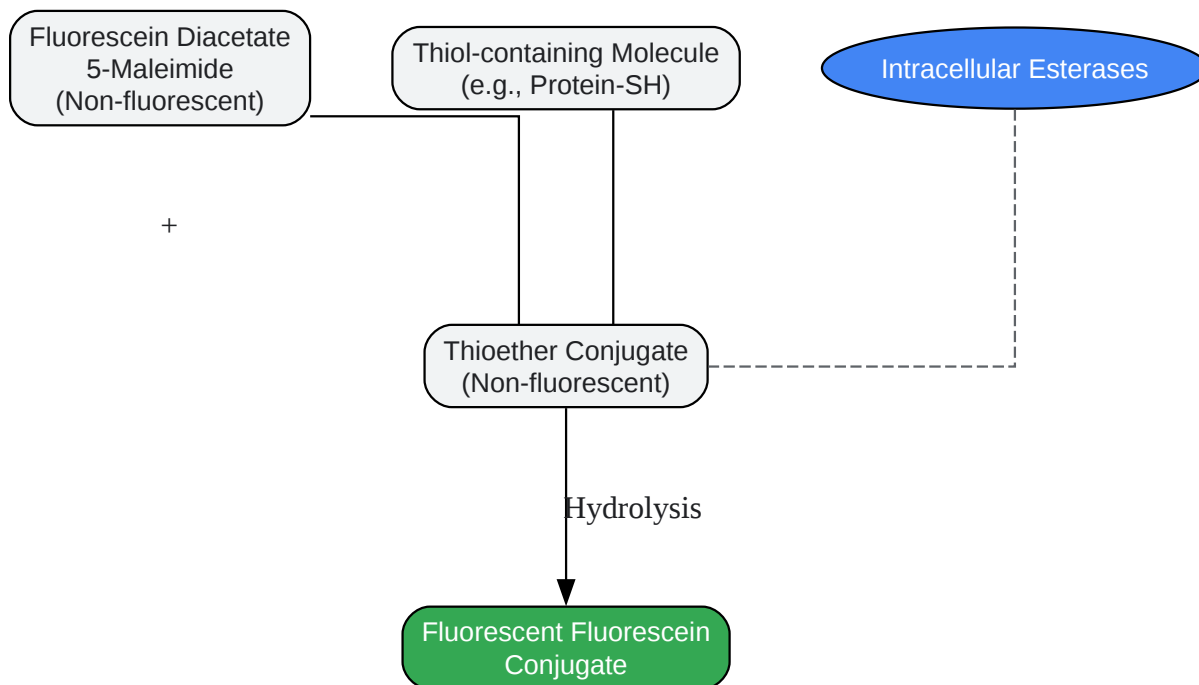 Fluorescein Diacetate
5-Maleimide
(Non-fluorescent)
Thiol-containing Molecule
(e.g., Protein-SH)
Intracellular Esterases
+
Thioether Conjugate
(Non-fluorescent)
Hydrolysis
Fluorescent Fluorescein
Conjugate